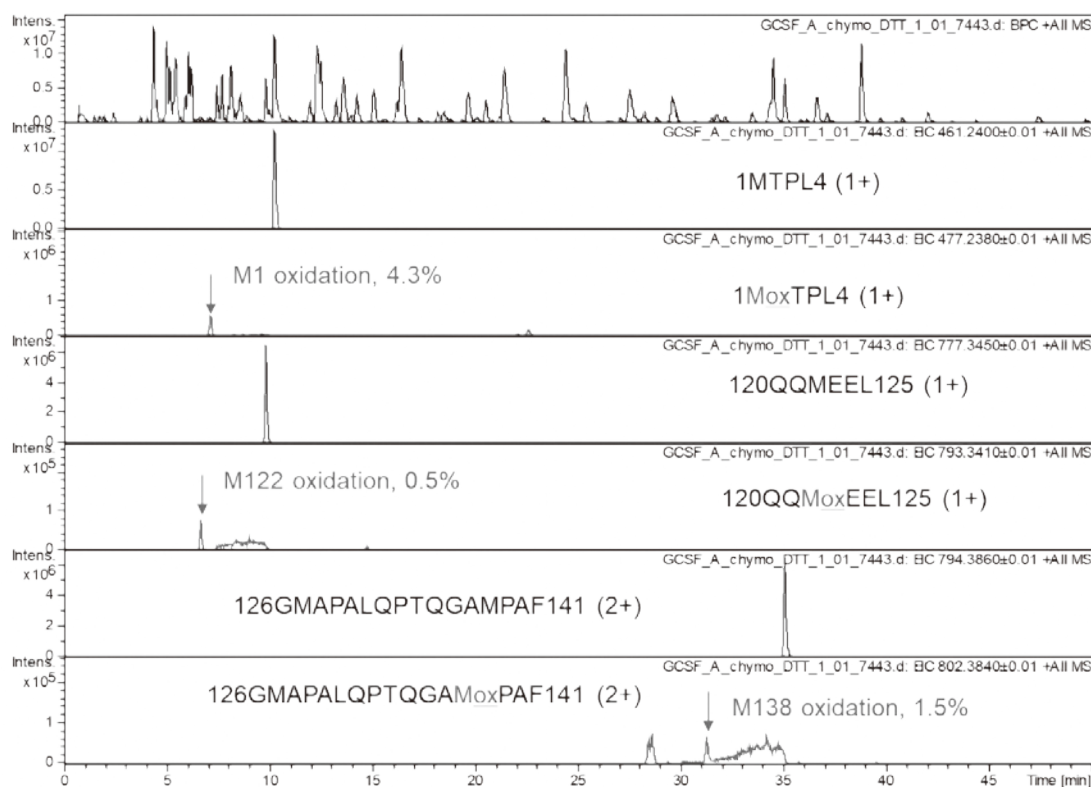 Intens.
x10⁷
GCSF_A_chymo_DTT_1_01_7443.d: BPC +All MS
1.0
0.5
0.0
Intens.
x10⁷
GCSF_A_chymo_DTT_1_01_7443.d: EIC 461.2400±0.01 +All MS
1MTPL4 (1+)
0.5
0.0
Intens.
x10⁶
GCSF_A_chymo_DTT_1_01_7443.d: EIC 477.2380±0.01 +All MS
M1 oxidation, 4.3%
1MoxTPL4 (1+)
1
0
Intens.
x10⁶
GCSF_A_chymo_DTT_1_01_7443.d: EIC 777.3450±0.01 +All MS
120QQMEEL125 (1+)
4
2
0
Intens.
x10⁵
GCSF_A_chymo_DTT_1_01_7443.d: EIC 793.3410±0.01 +All MS
M122 oxidation, 0.5%
120QQMoxEEL125 (1+)
1
0
Intens.
x10⁶
GCSF_A_chymo_DTT_1_01_7443.d: EIC 794.3860±0.01 +All MS
126GMAPALQPTQGAMPAF141 (2+)
4
2
0
Intens.
x10⁵
GCSF_A_chymo_DTT_1_01_7443.d: EIC 802.3840±0.01 +All MS
126GMAPALQPTQGAMoxPAF141 (2+)
M138 oxidation, 1.5%
1
0
0 5 10 15 20 25 30 35 40 45 Time [min]